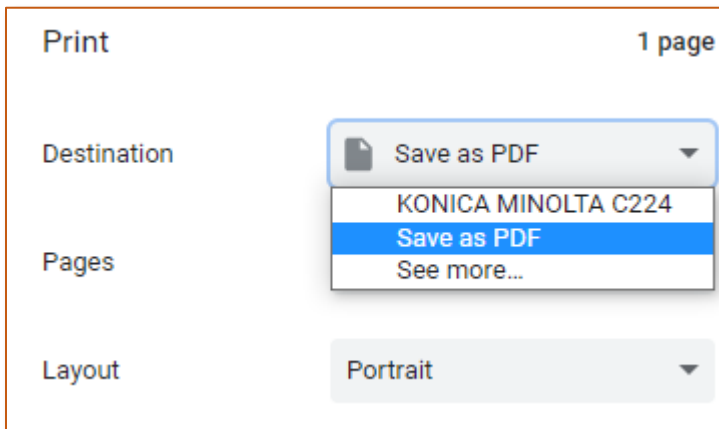 Print 1 page
Destination Save as PDF
KONICA MINOLTA C224
Save as PDF
Pages
See more...
Layout Portrait